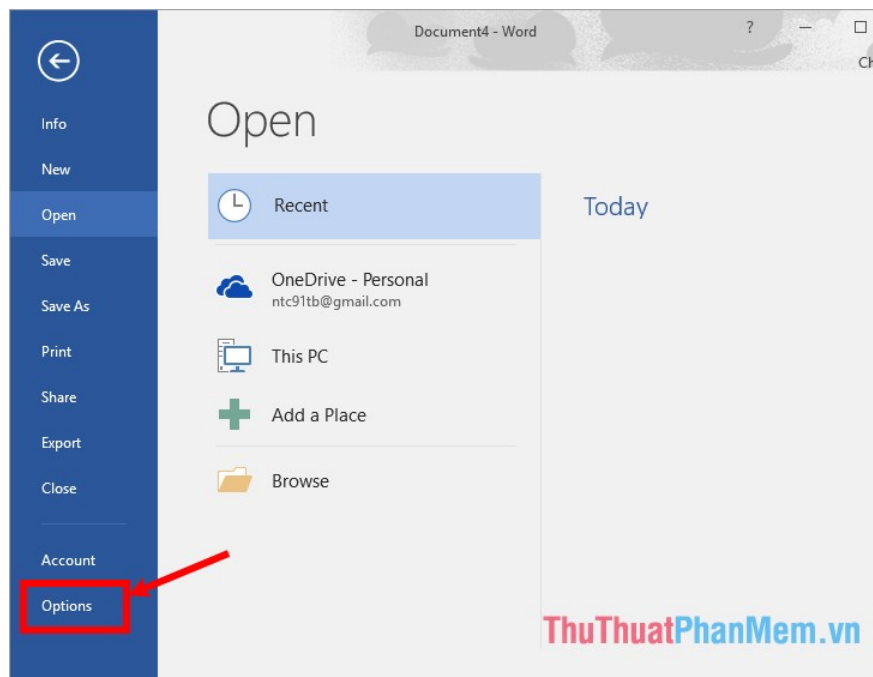 Document4 - Word
?
Info
New
Open
Save
Save As
Print
Share
Export
Close
Account
Options
Open
Recent
OneDrive - Personal
ntc91tb@gmail.com
This PC
Add a Place
Browse
Today
ThuThuatPhanMem.vn